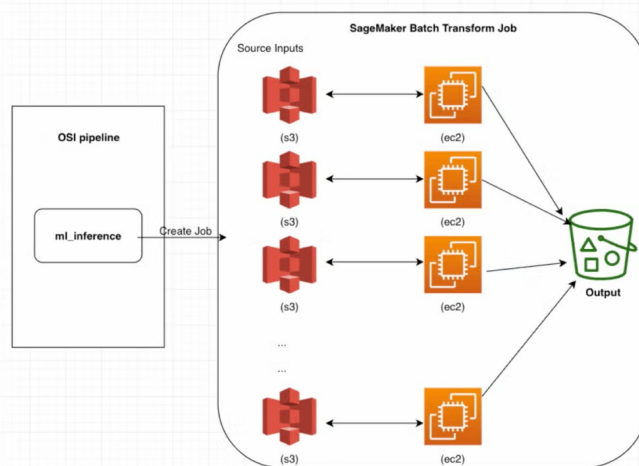 SageMaker Batch Transform Job
Source Inputs
(s3)
(ec2)
OSI pipeline
(s3)
(ec2)
ml_inference
Create Job
(s3)
(ec2)
Output
...
...
(s3)
(ec2)